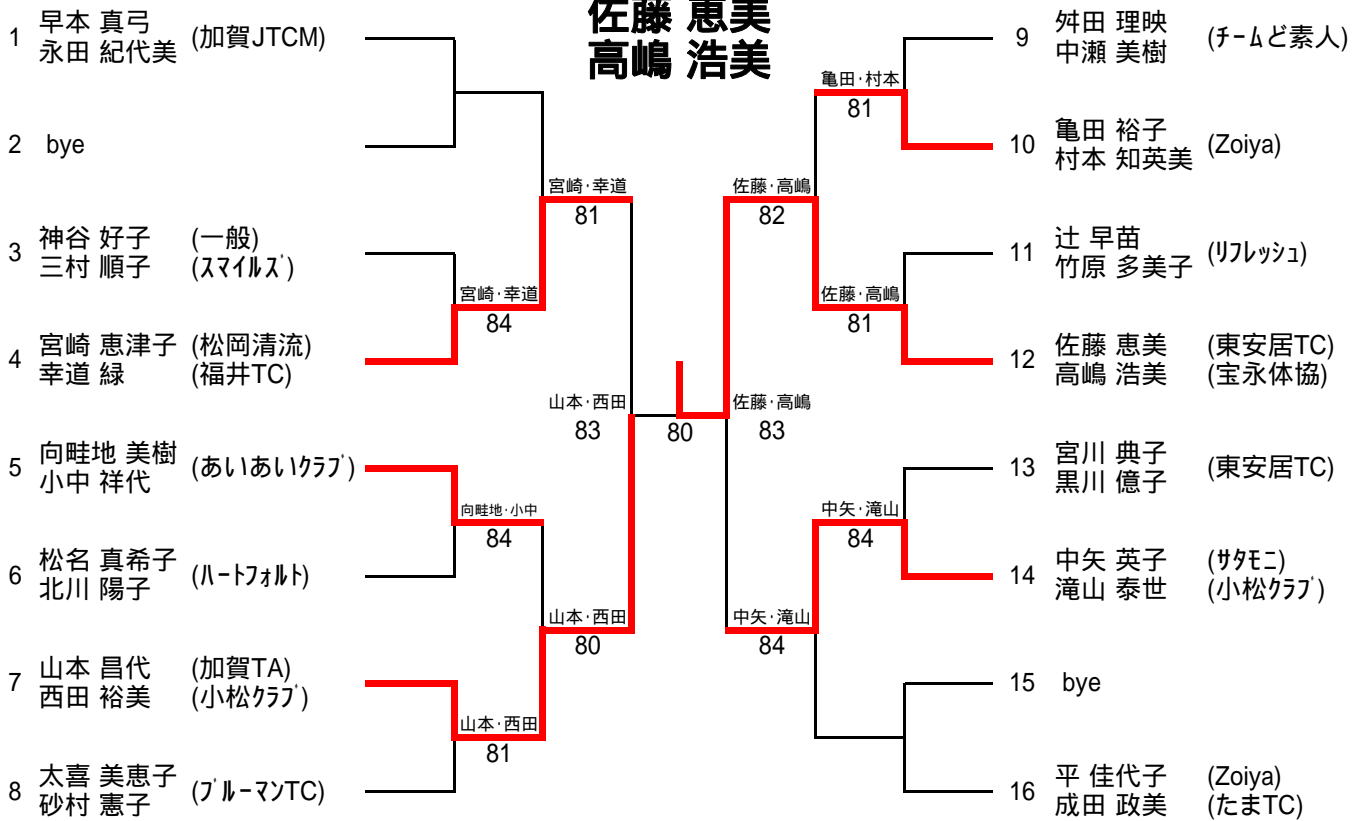 佐藤 恵美
高嶋 浩美
1 早本 真弓 (加賀JTCM)
永田 紀代美
2 bye
3 神谷 好子 (一般)
三村 順子 (スマイルズ)
4 宮崎 恵津子 (松岡清流)
幸道 緑 (福井TC)
5 向畦地 美樹 (あいあいクラブ)
小中 祥代
6 松名 真希子 (ハートフォルト)
北川 陽子
7 山本 昌代 (加賀TA)
西田 裕美 (小松クラブ)
8 太喜 美恵子 (ブルーマンTC)
砂村 憲子
宮崎・幸道
84
向畦地・小中
84
山本・西田
81
宮崎・幸道
81
山本・西田
80
山本・西田
83
80
佐藤・高嶋
83
佐藤・高嶋
82
中矢・滝山
84
亀田・村本
81
佐藤・高嶋
81
中矢・滝山
84
9 舛田 理映 (チームど素人)
中瀬 美樹
10 亀田 裕子 (Zoiya)
村本 知英美
11 辻 早苗 (リフレッシュ)
竹原 多美子
12 佐藤 恵美 (東安居TC)
高嶋 浩美 (宝永体協)
13 宮川 典子 (東安居TC)
黒川 億子
14 中矢 英子 (サタモニ)
滝山 泰世 (小松クラブ)
15 bye
16 平 佳代子 (Zoiya)
成田 政美 (たまTC)